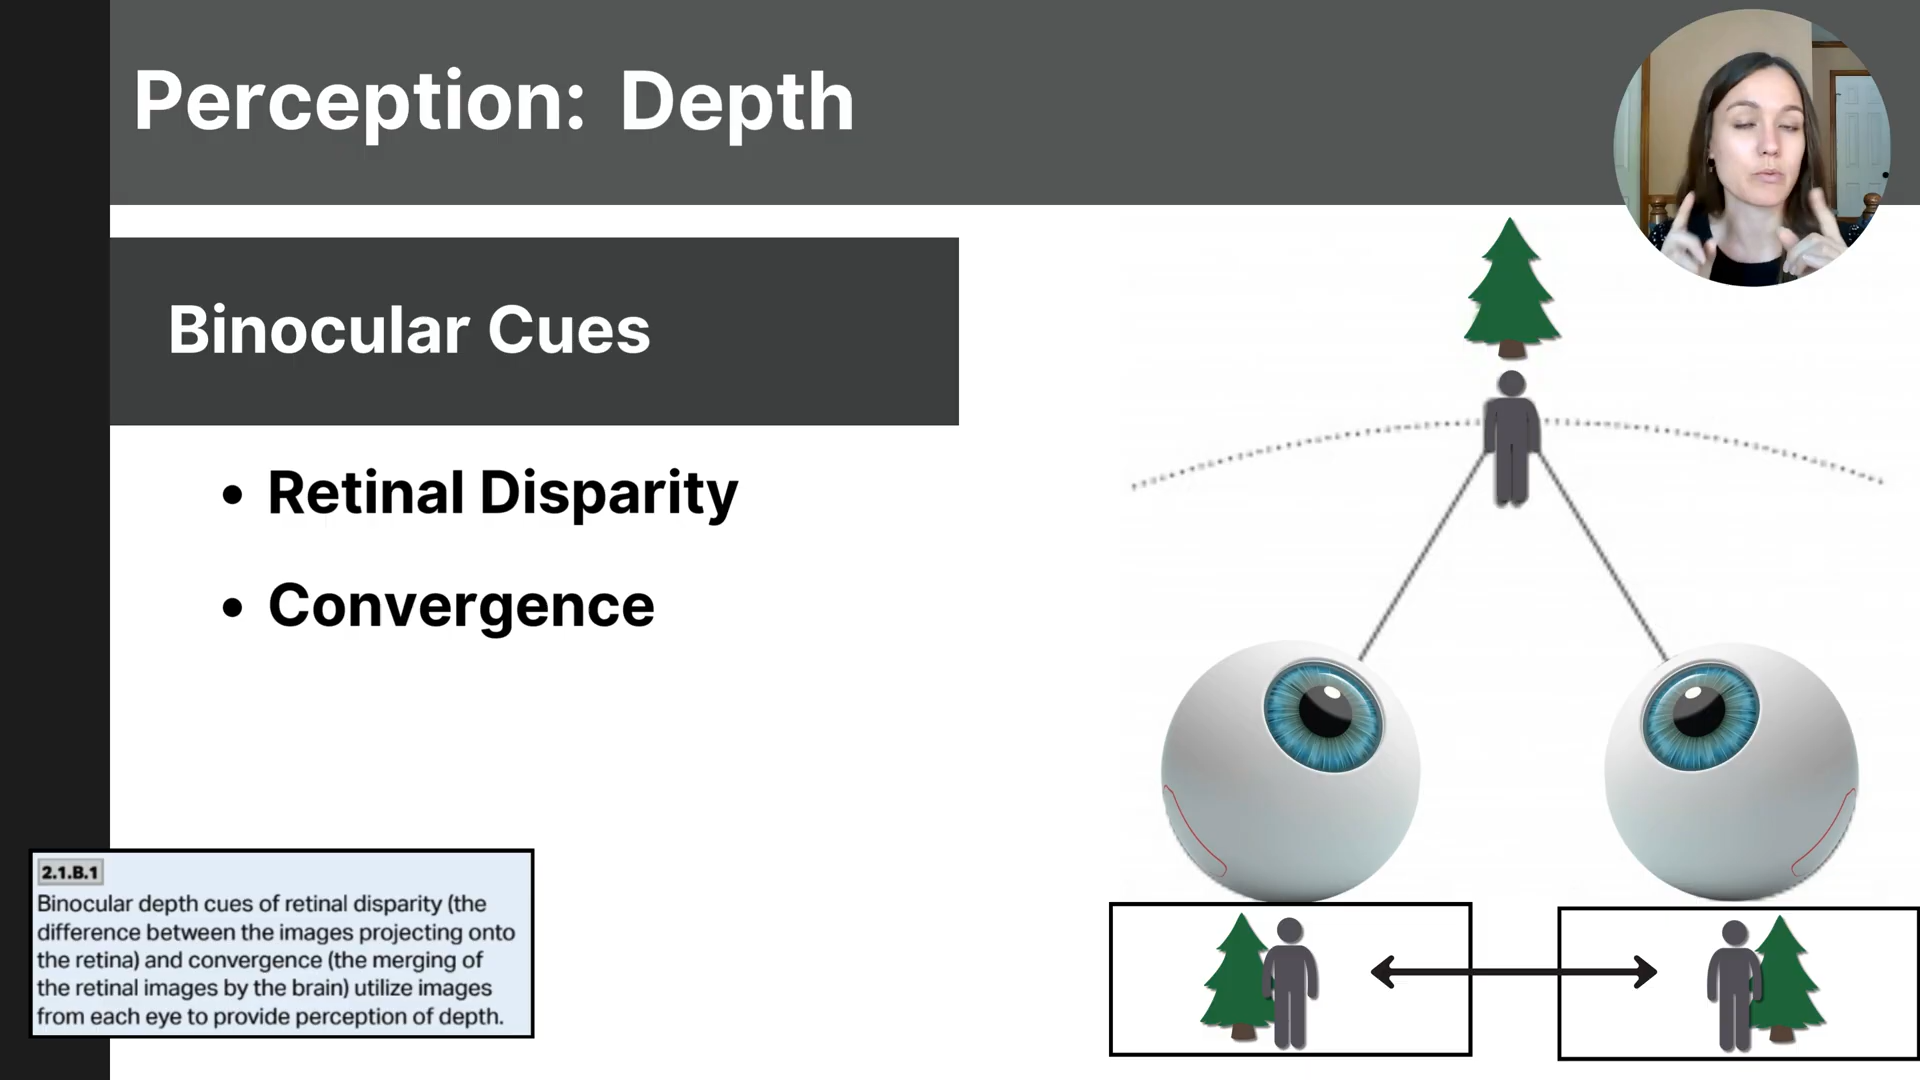 Perception: Depth
Binocular Cues
• Retinal Disparity
• Convergence
2.1.B.1
Binocular depth cues of retinal disparity (the
difference between the images projecting onto
the retina) and convergence (the merging of
the retinal images by the brain) utilize images
from each eye to provide perception of depth.